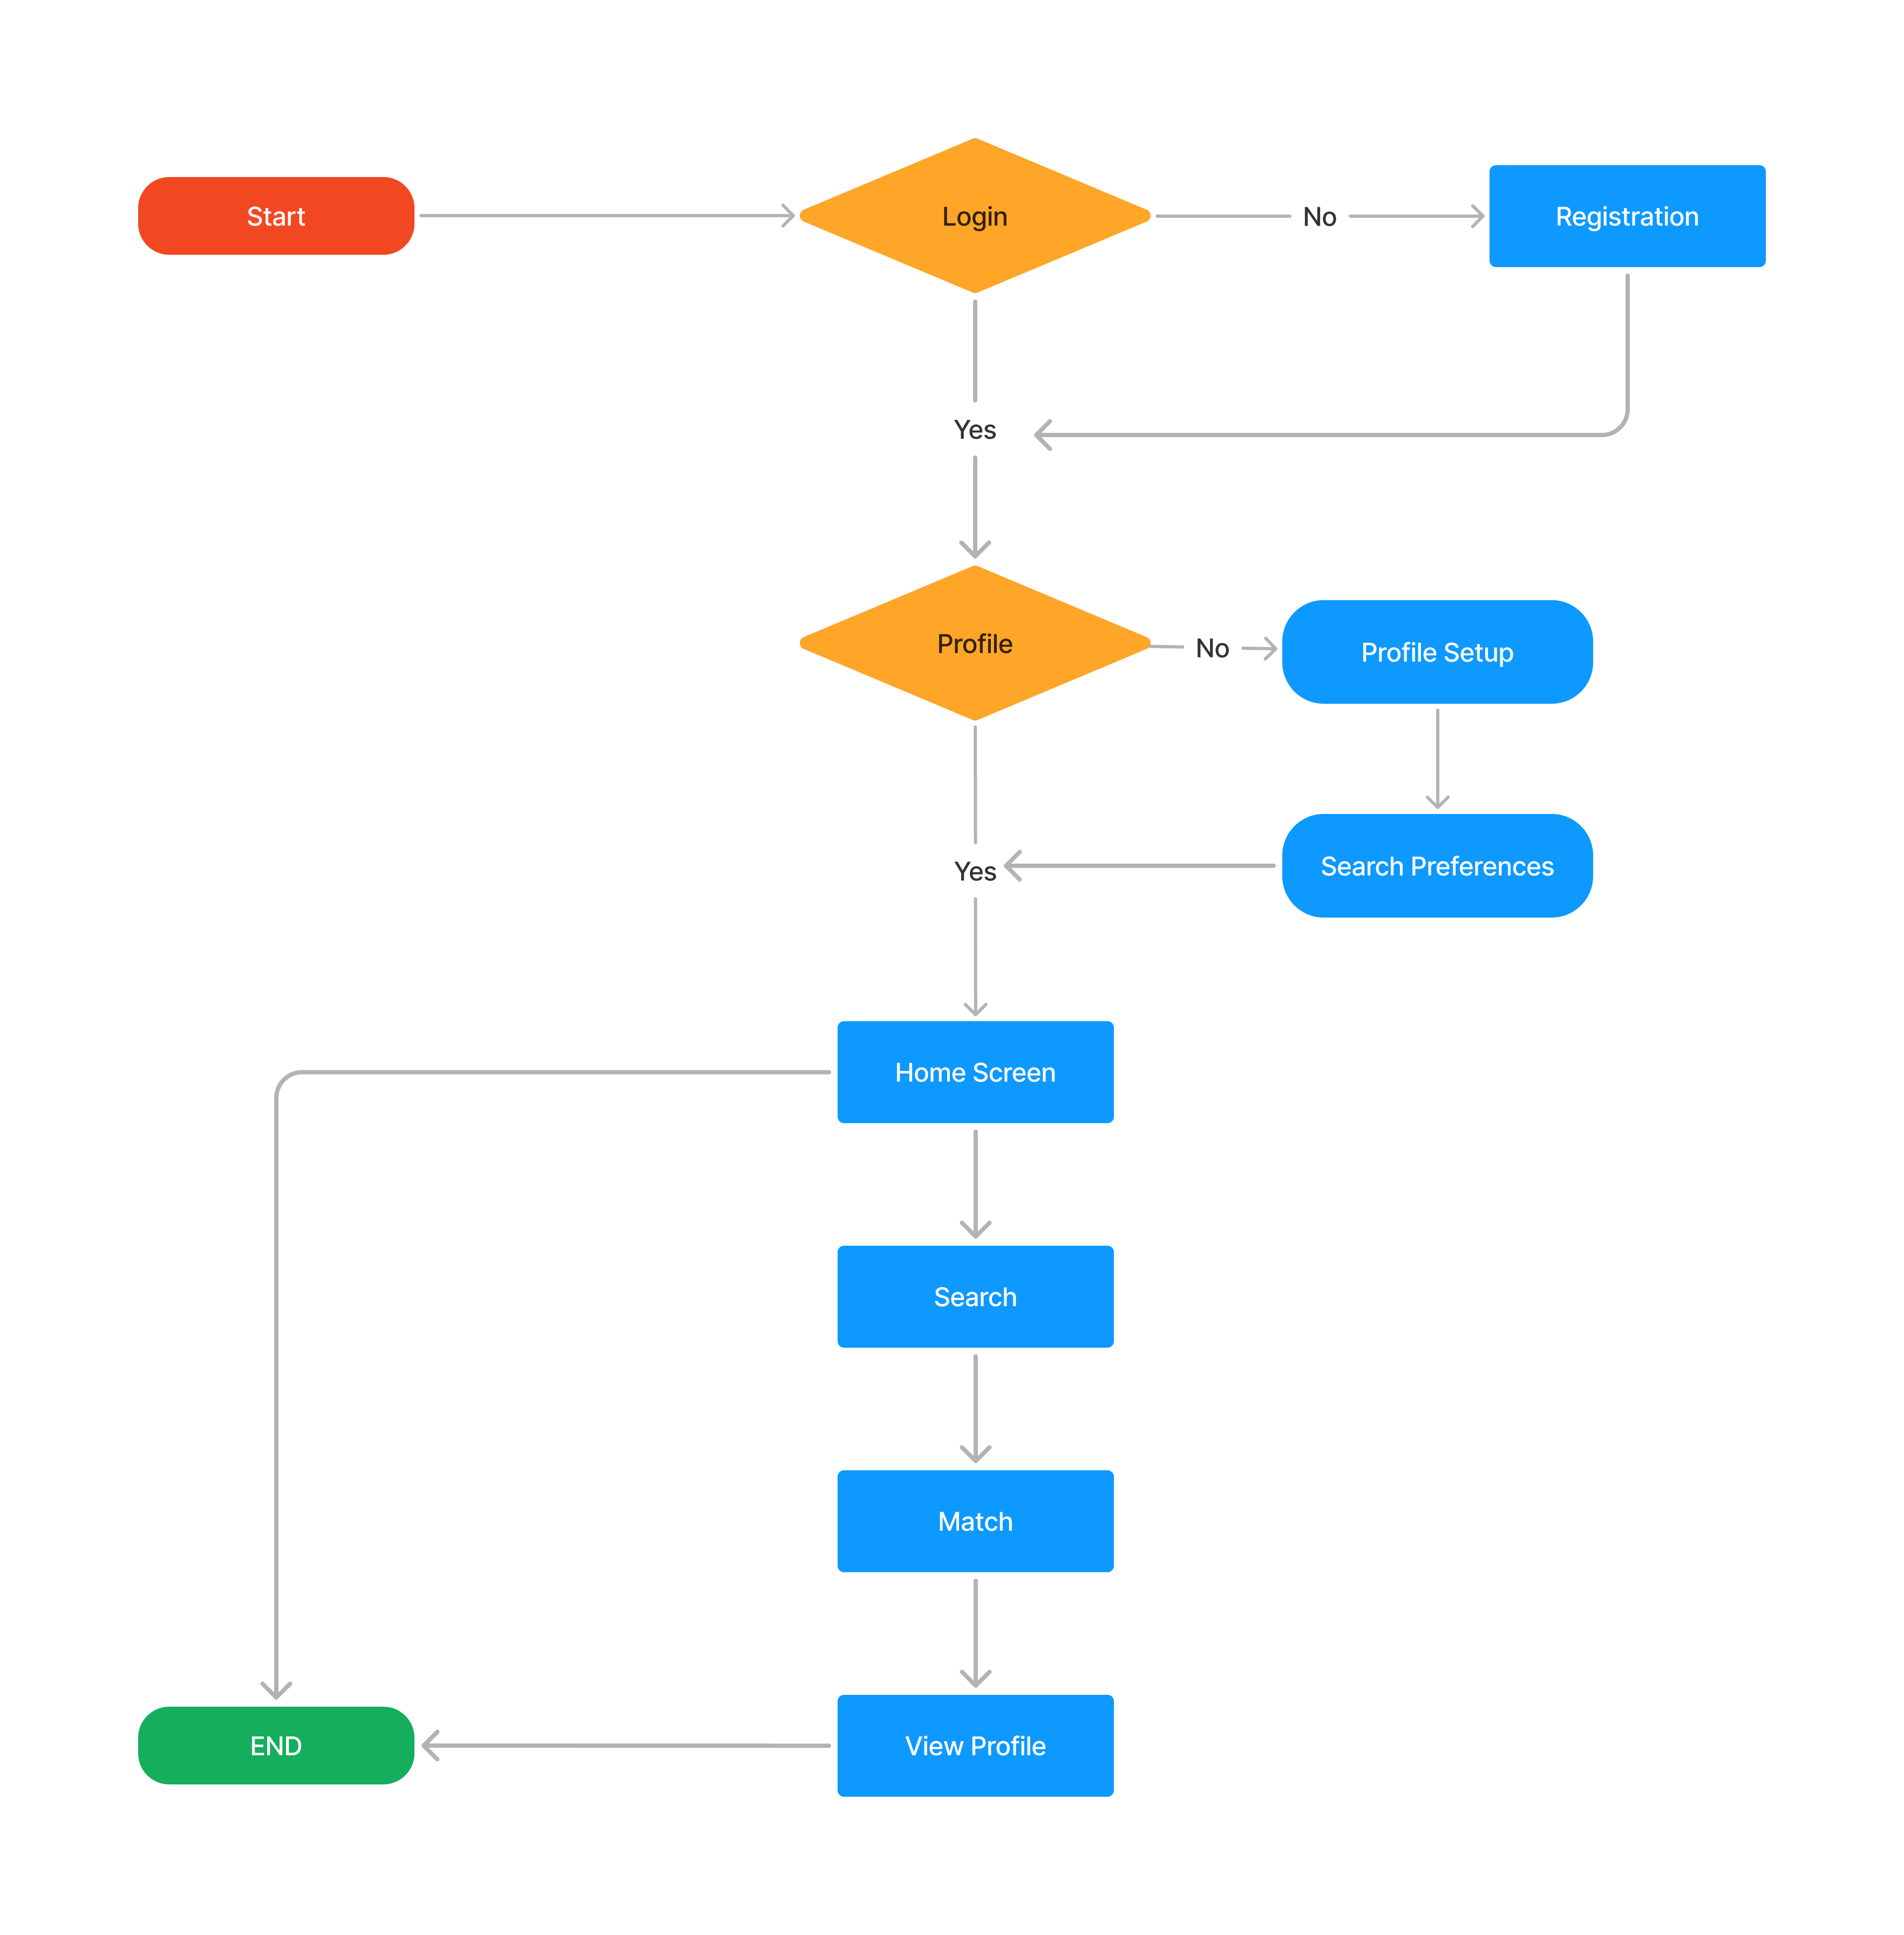 Start
Login
No
Registration
Yes
Profile
No
Profile Setup
Yes
Search Preferences
Home Screen
Search
Match
END
View Profile